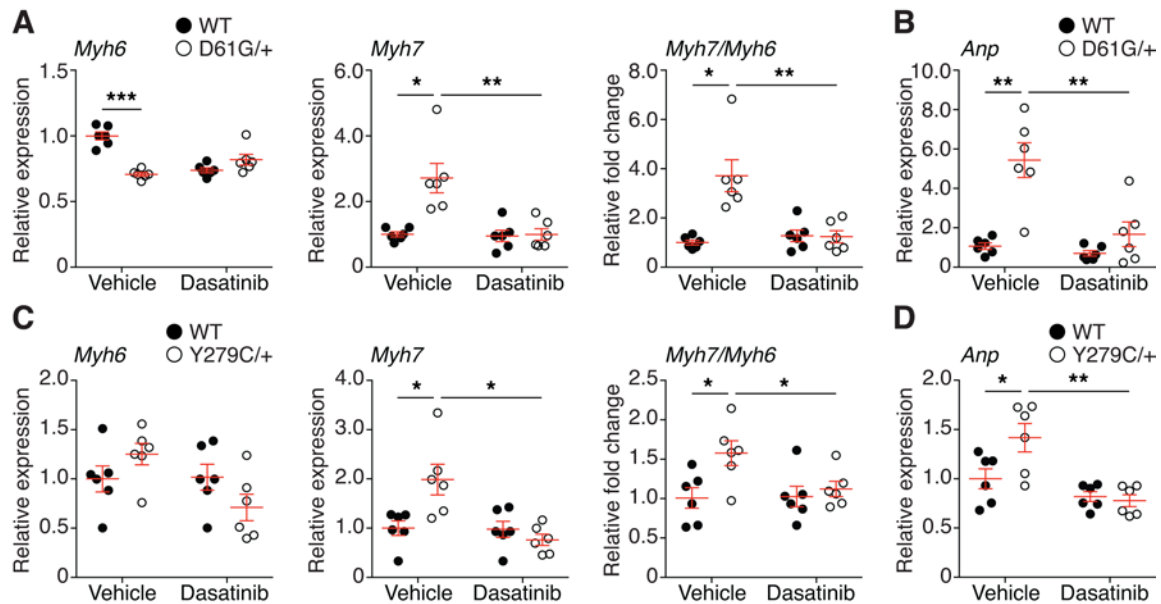 A
WT
D61G/+
Myh6
Relative expression
1.5
1.0
0.5
0
***
Vehicle
Dasatinib
Myh7
Relative expression
6.0
4.0
2.0
0
*
**
Vehicle
Dasatinib
Myh7/Myh6
Relative fold change
8.0
6.0
4.0
2.0
0
*
**
Vehicle
Dasatinib
B
WT
D61G/+
Anp
Relative expression
10.0
8.0
6.0
4.0
2.0
0
**
**
Vehicle
Dasatinib
C
WT
Y279C/+
Myh6
Relative expression
2.0
1.5
1.0
0.5
0
Vehicle
Dasatinib
Myh7
Relative expression
4.0
3.0
2.0
1.0
0
*
*
Vehicle
Dasatinib
Myh7/Myh6
Relative fold change
2.5
2.0
1.5
1.0
0.5
0
*
*
Vehicle
Dasatinib
D
WT
Y279C/+
Anp
Relative expression
2.0
1.5
1.0
0.5
0
*
**
Vehicle
Dasatinib